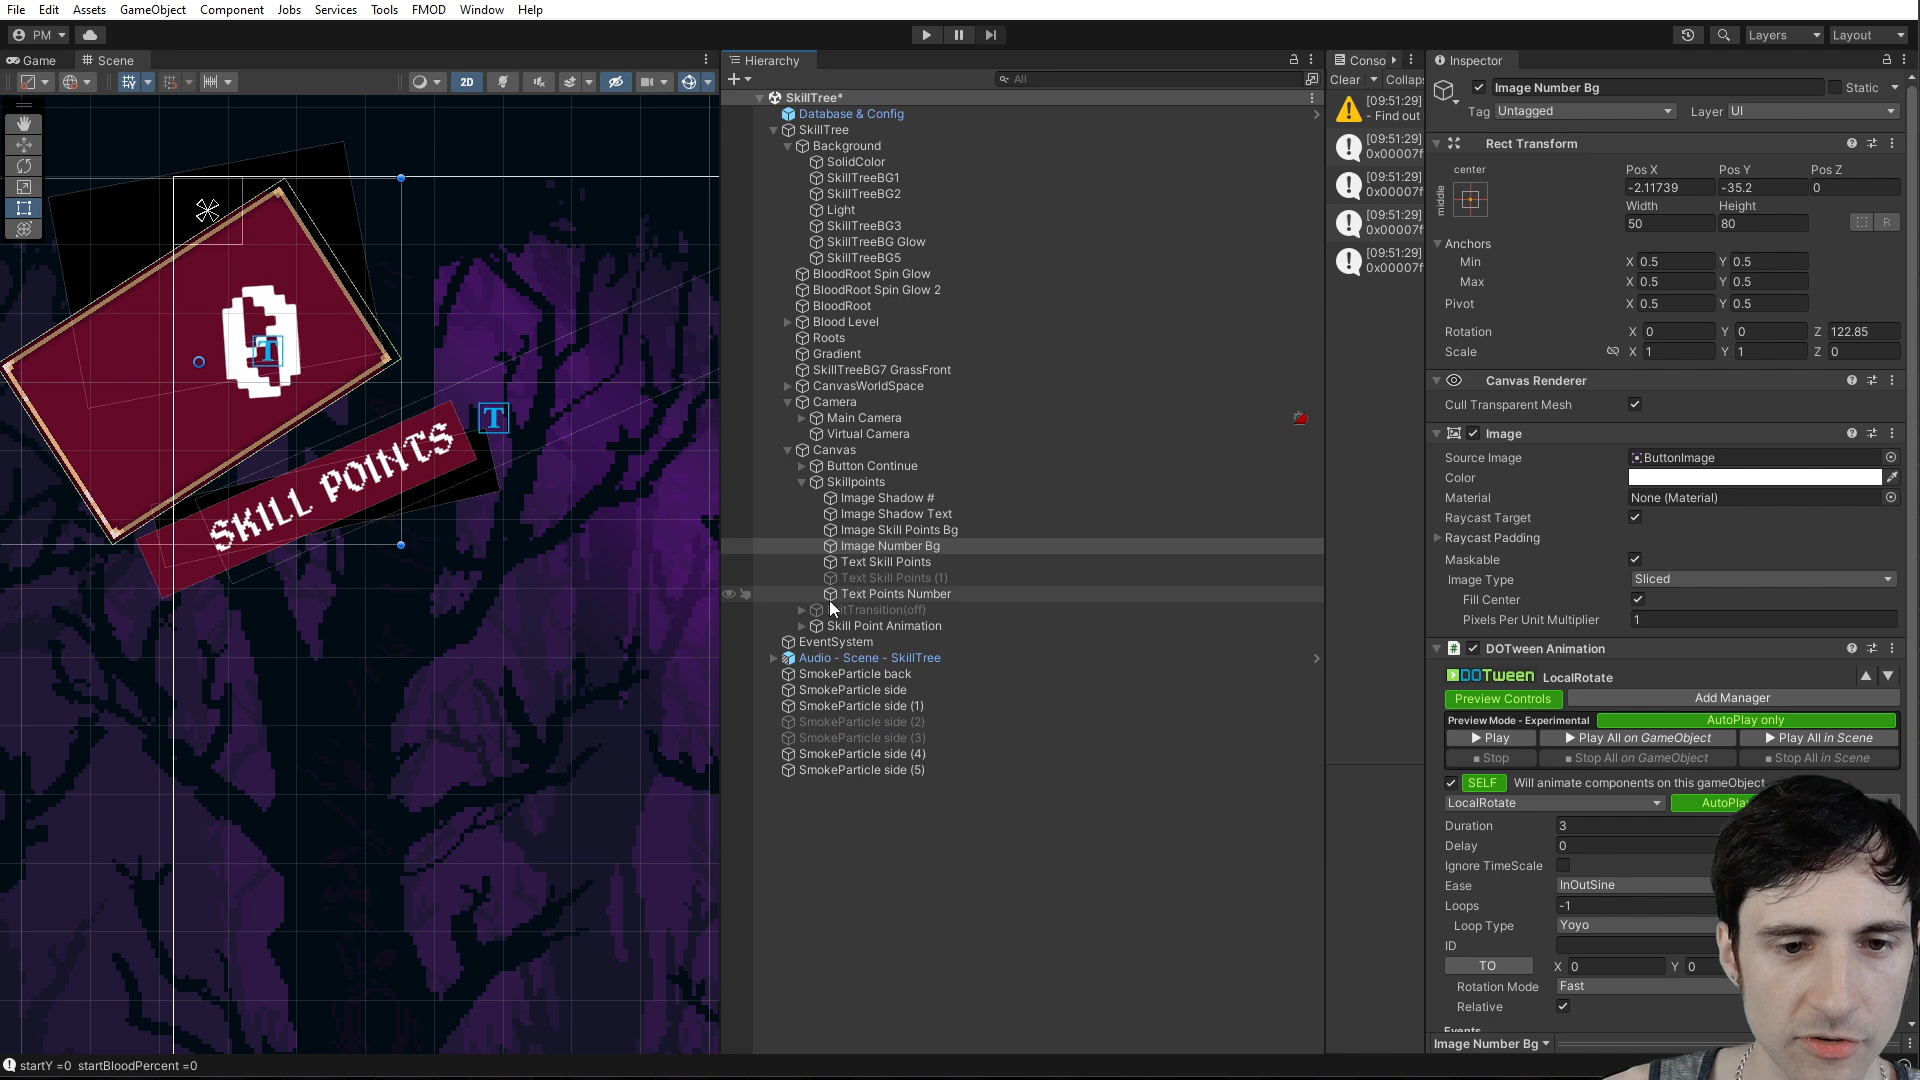 File Edit Assets GameObject Component Jobs Services Tools FMOD Window Help
PM Layers Layout
Game Scene Hierarchy Conso Inspector
2D All Clear Collaps
SkillTree*
Database & Config
SkillTree
Background
SolidColor
SkillTreeBG1
SkillTreeBG2
Light
SkillTreeBG3
SkillTreeBG Glow
SkillTreeBG5
BloodRoot Spin Glow
BloodRoot Spin Glow 2
BloodRoot
Blood Level
Roots
Gradient
SkillTreeBG7 GrassFront
CanvasWorldSpace
Camera
Main Camera
Virtual Camera
Canvas
Button Continue
Skillpoints
Image Shadow #
Image Shadow Text
Image Skill Points Bg
Image Number Bg
Text Skill Points
Text Skill Points (1)
Text Points Number
itTransition(off)
Skill Point Animation
EventSystem
Audio - Scene - SkillTree
SmokeParticle back
SmokeParticle side
SmokeParticle side (1)
SmokeParticle side (2)
SmokeParticle side (3)
SmokeParticle side (4)
SmokeParticle side (5)
0
T
T
SKILL POINTS
[09:51:29]
- Find out
[09:51:29]
0x00007f
[09:51:29]
0x00007f
[09:51:29]
0x00007f
[09:51:29]
0x00007f
Image Number Bg Static
Tag Untagged Layer UI
Rect Transform
center Pos X Pos Y Pos Z
middle -2.11739 -35.2 0
Width Height
50 80 R
Anchors
Min X 0.5 Y 0.5
Max X 0.5 Y 0.5
Pivot X 0.5 Y 0.5
Rotation X 0 Y 0 Z 122.85
Scale X 1 Y 1 Z 0
Canvas Renderer
Cull Transparent Mesh
Image
Source Image ButtonImage
Color
Material None (Material)
Raycast Target
Raycast Padding
Maskable
Image Type Sliced
Fill Center
Pixels Per Unit Multiplier 1
DOTween Animation
DOTween LocalRotate
Preview Controls Add Manager
Preview Mode - Experimental AutoPlay only
Play Play All on GameObject Play All in Scene
Stop Stop All on GameObject Stop All in Scene
SELF Will animate components on this gameObject
LocalRotate AutoPla
Duration 3
Delay 0
Ignore TimeScale
Ease InOutSine
Loops -1
Loop Type Yoyo
ID
TO X 0 Y 0
Rotation Mode Fast
Relative
Events
Image Number Bg
startY =0 startBloodPercent =0